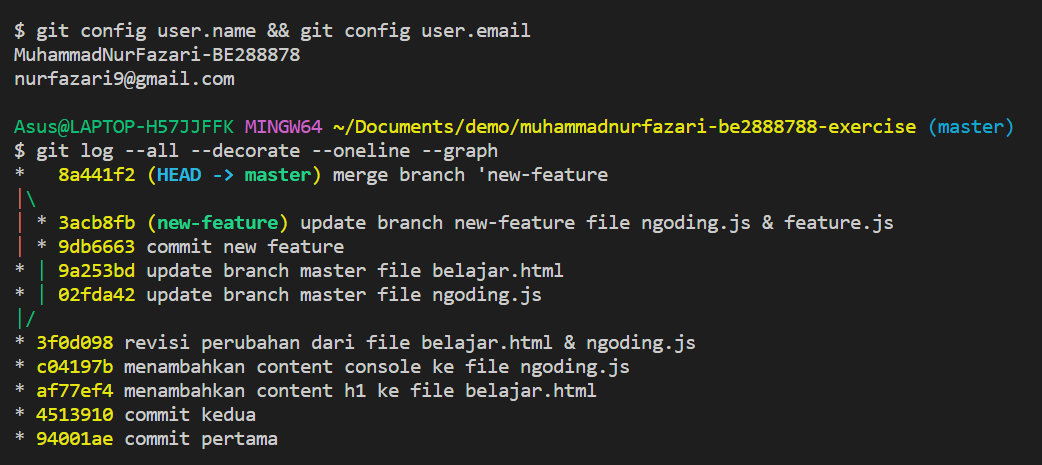 $ git config user.name && git config user.email
MuhammadNurFazari-BE288878
nurfazari9@gmail.com
Asus@LAPTOP-H57JJFFK MINGW64 ~/Documents/demo/muhammadnurfazari-be2888788-exercise (master)
$ git log --all --decorate --oneline --graph
*   8a441f2 (HEAD -> master) merge branch 'new-feature
|\
| * 3acb8fb (new-feature) update branch new-feature file ngoding.js & feature.js
| * 9db6663 commit new feature
* | 9a253bd update branch master file belajar.html
* | 02fda42 update branch master file ngoding.js
|/
* 3f0d098 revisi perubahan dari file belajar.html & ngoding.js
* c04197b menambahkan content console ke file ngoding.js
* af77ef4 menambahkan content h1 ke file belajar.html
* 4513910 commit kedua
* 94001ae commit pertama